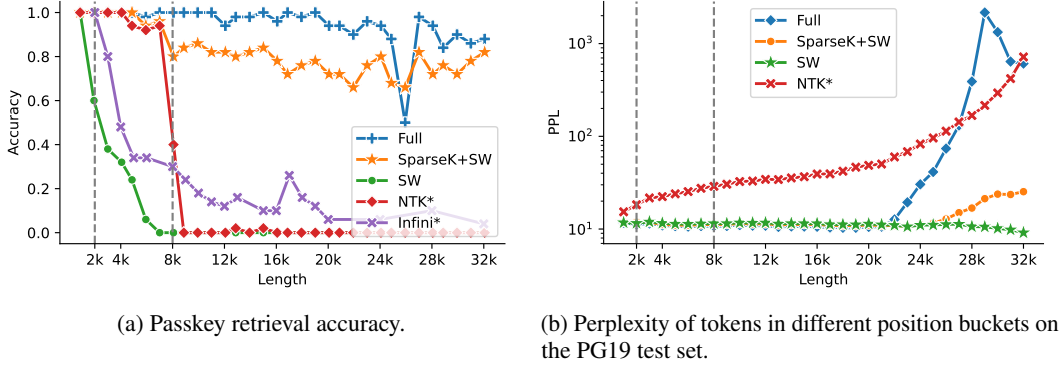 1.0
0.8
0.6
0.4
0.2
0.0
Accuracy
2k 4k 8k 12k 16k 20k 24k 28k 32k
Length
Full
SparseK+SW
SW
NTK*
Infini*
(a) Passkey retrieval accuracy.
10³
10²
10¹
PPL
2k 4k 8k 12k 16k 20k 24k 28k 32k
Length
Full
SparseK+SW
SW
NTK*
(b) Perplexity of tokens in different position buckets on
the PG19 test set.